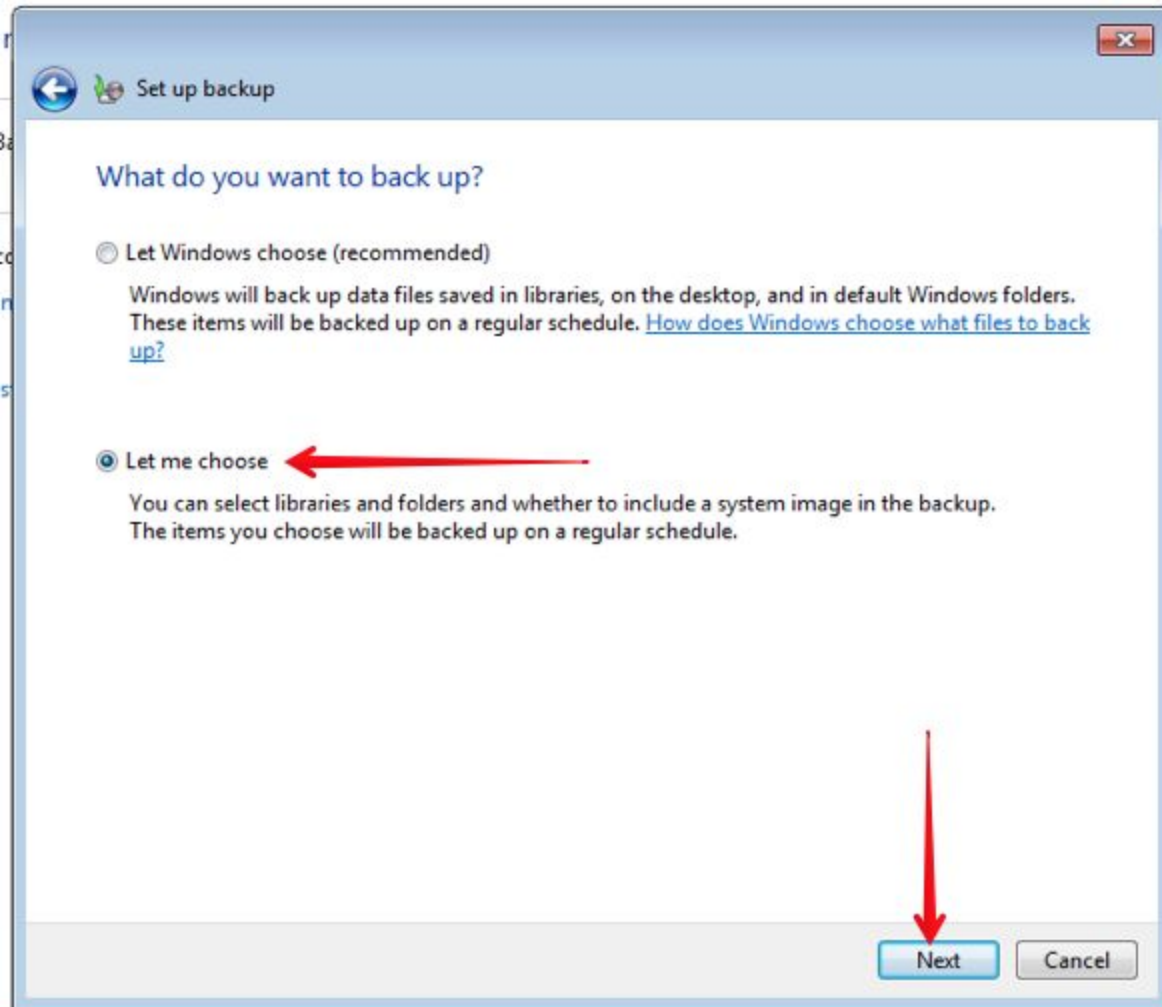 Set up backup
What do you want to back up?
Let Windows choose (recommended)
Windows will back up data files saved in libraries, on the desktop, and in default Windows folders.
These items will be backed up on a regular schedule. How does Windows choose what files to back
up?
Let me choose
You can select libraries and folders and whether to include a system image in the backup.
The items you choose will be backed up on a regular schedule.
Next Cancel